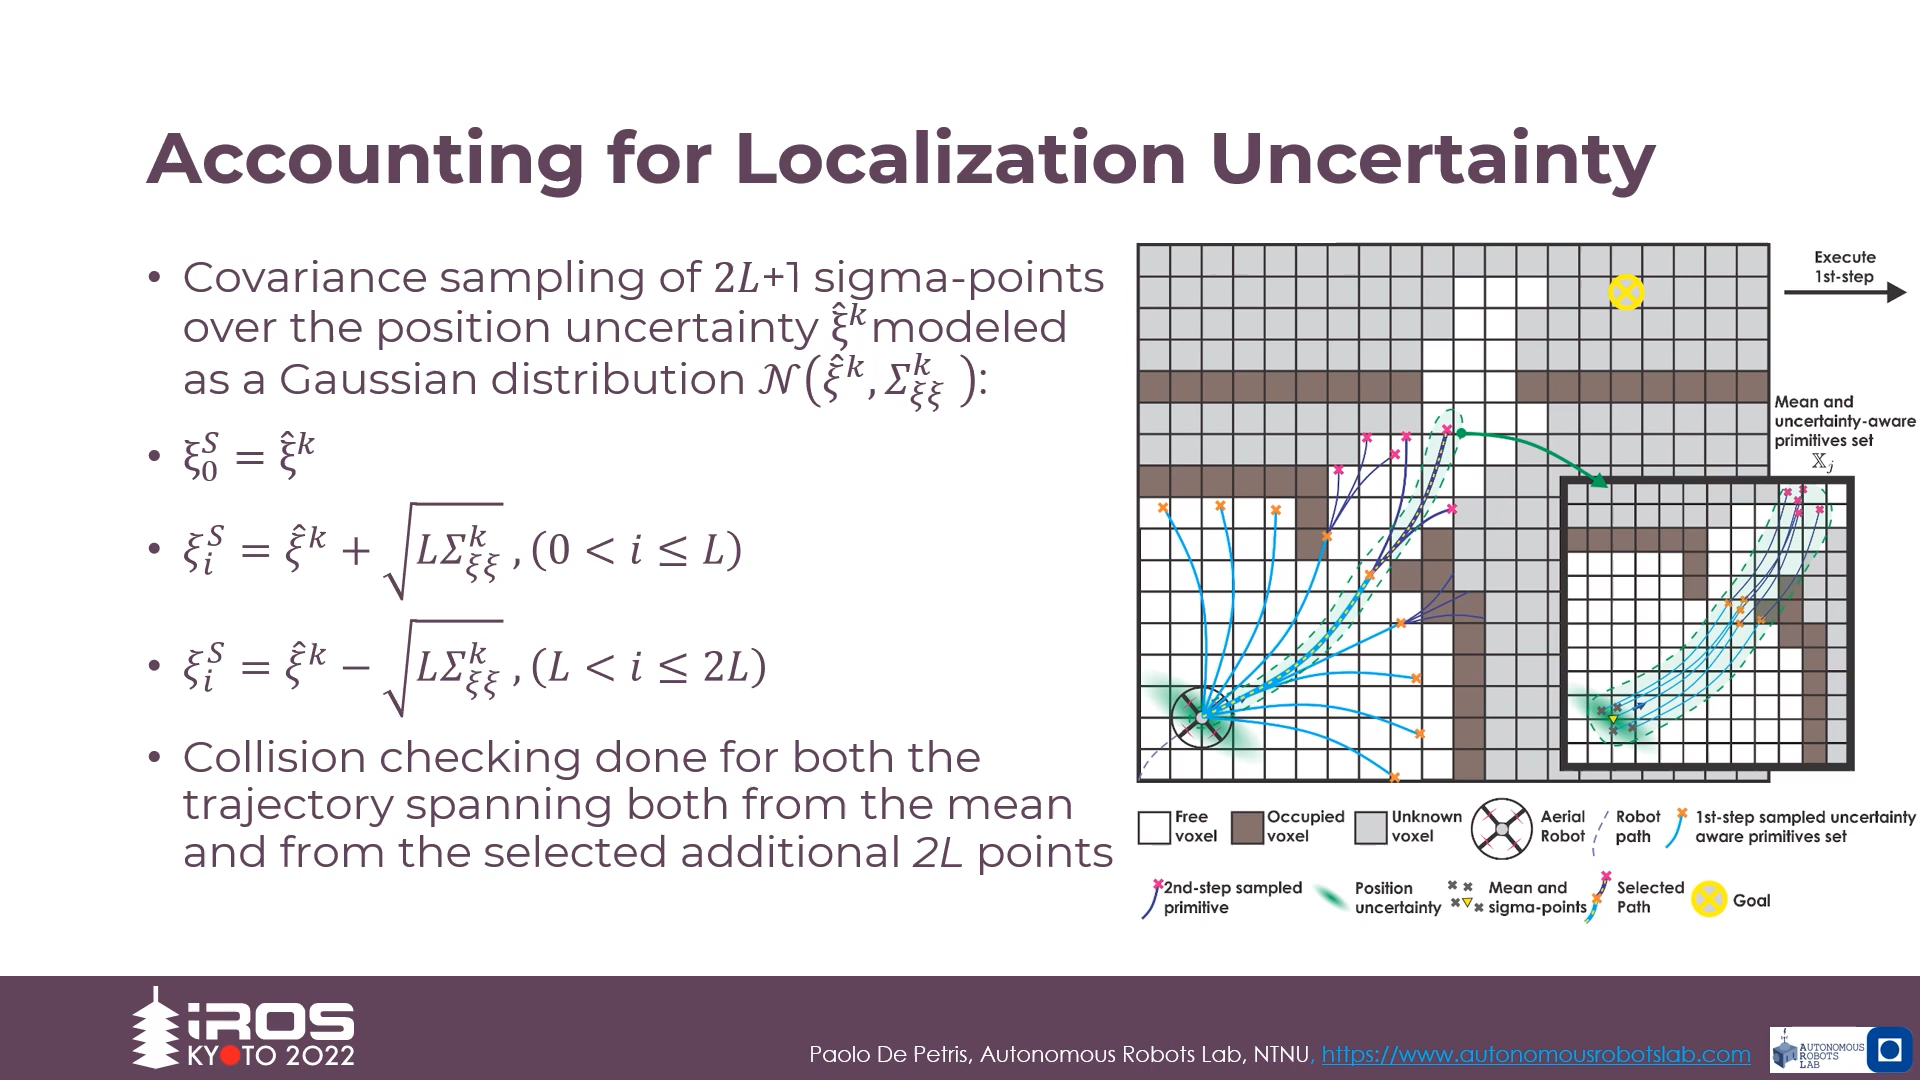 Accounting for Localization Uncertainty
• Covariance sampling of 2L+1 sigma-points
over the position uncertainty ξ̂ᵏ modeled
as a Gaussian distribution 𝒩(ξ̂ᵏ, Σᵏ_ξξ ):
• ξ₀ˢ = ξ̂ᵏ
• ξᵢˢ = ξ̂ᵏ + √(LΣᵏ_ξξ) , (0 < i ≤ L)
• ξᵢˢ = ξ̂ᵏ − √(LΣᵏ_ξξ) , (L < i ≤ 2L)
• Collision checking done for both the
trajectory spanning both from the mean
and from the selected additional 2L points
Execute
1st-step
Mean and
uncertainty-aware
primitives set
𝕏ⱼ
Free
voxel
Occupied
voxel
Unknown
voxel
Aerial
Robot
Robot
path
1st-step sampled uncertainty
aware primitives set
2nd-step sampled
primitive
Position
uncertainty
Mean and
sigma-points
Selected
Path
Goal
iROS
KYOTO 2022
Paolo De Petris, Autonomous Robots Lab, NTNU, https://www.autonomousrobotslab.com
AUTONOMOUS
ROBOTS
LAB